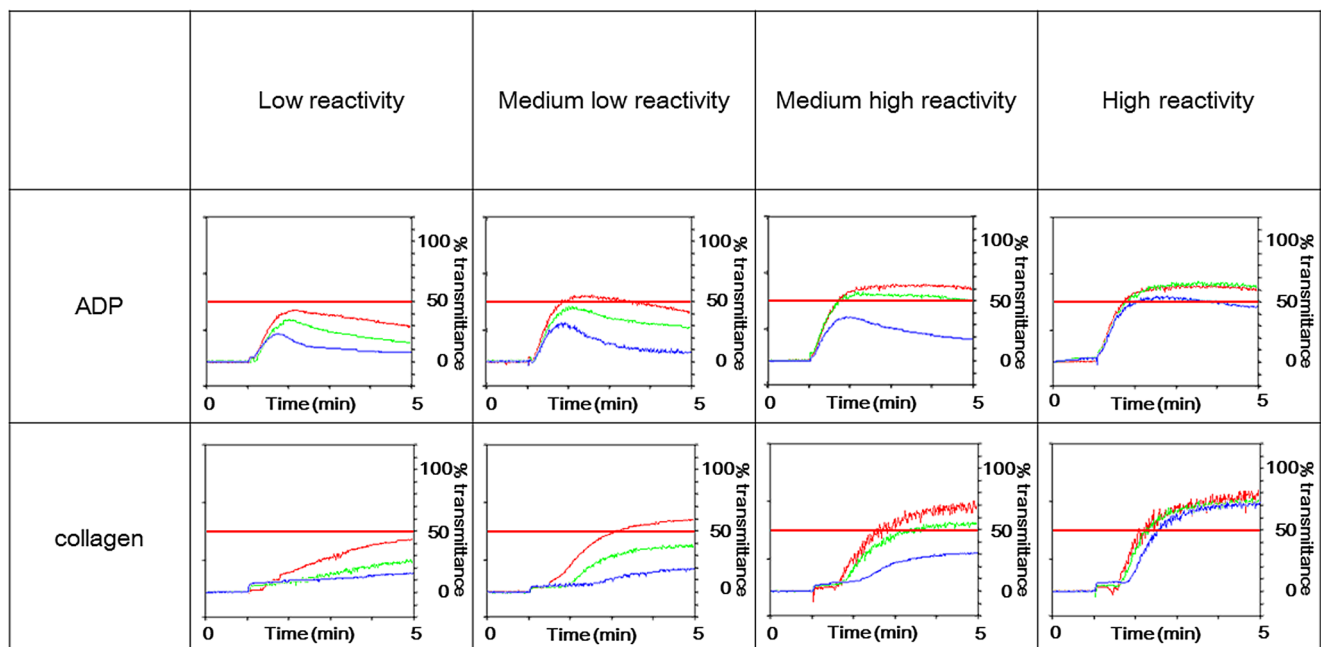 Low reactivity
Medium low reactivity
Medium high reactivity
High reactivity
ADP
100
50
0
% transmittance
0
Time (min)
5
100
50
0
% transmittance
0
Time (min)
5
100
50
0
% transmittance
0
Time (min)
5
100
50
0
% transmittance
0
Time (min)
5
collagen
100
50
0
% transmittance
0
Time (min)
5
100
50
0
% transmittance
0
Time (min)
5
100
50
0
% transmittance
0
Time (min)
5
100
50
0
% transmittance
0
Time (min)
5